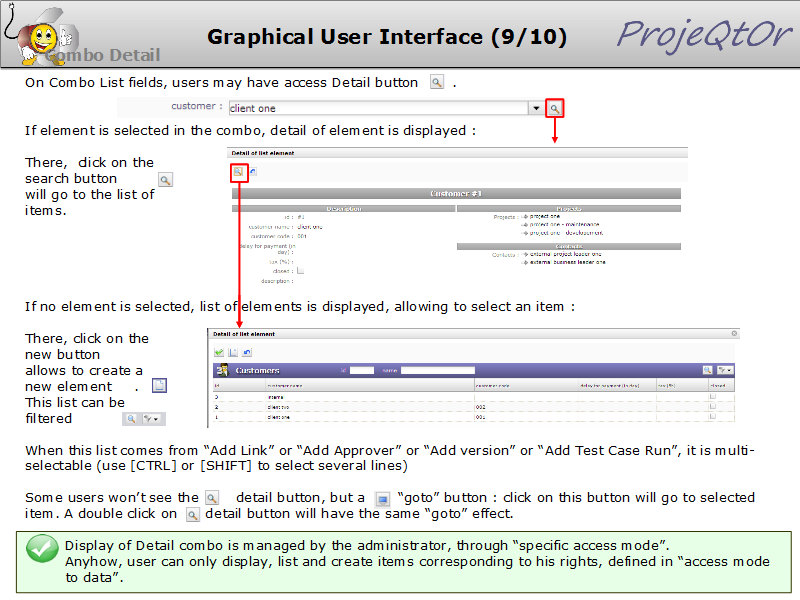 Combo Detail
Graphical User Interface (9/10)
ProjeQtOr
On Combo List fields, users may have access Detail button .
customer : client one
If element is selected in the combo, detail of element is displayed :
There, click on the
search button
will go to the list of
items.
Detail of list element
Customer #1
Description
Projects
id : #1
customer name : client one
customer code : 001
delay for payment (in
day) :
tax (%) :
closed :
description :
Projects : project one
project one - maintenance
project one - developement
Contacts
Contacts : external project leader one
external business leader one
If no element is selected, list of elements is displayed, allowing to select an item :
There, click on the
new button
allows to create a
new element .
This list can be
filtered
Detail of list element
Customers id name
id customer name customer code delay for payment (in day) tax (%) closed
3 internal
2 client two 002
1 client one 001
When this list comes from “Add Link” or “Add Approver” or “Add version” or “Add Test Case Run”, it is multi-
selectable (use [CTRL] or [SHIFT] to select several lines)
Some users won’t see the detail button, but a “goto” button : click on this button will go to selected
item. A double click on detail button will have the same “goto” effect.
Display of Detail combo is managed by the administrator, through “specific access mode”.
Anyhow, user can only display, list and create items corresponding to his rights, defined in “access mode
to data”.